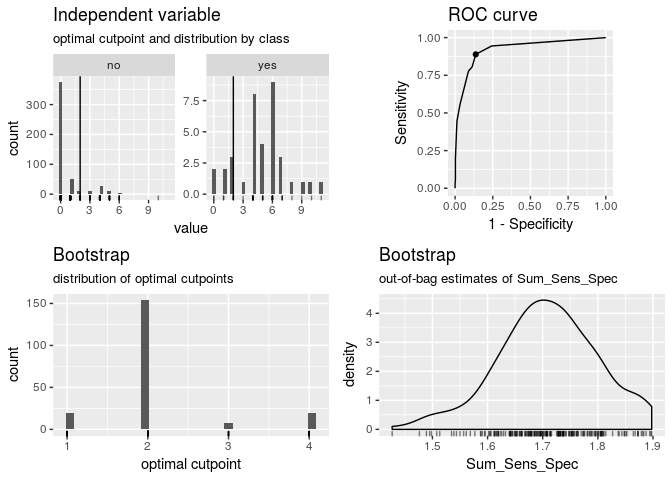 Independent variable
optimal cutpoint and distribution by class
no
yes
count
300
200
100
0
7.5
5.0
2.5
0.0
0 3 6 9
0 3 6 9
value
ROC curve
Sensitivity
1.00
0.75
0.50
0.25
0.00
0.00 0.25 0.50 0.75 1.00
1 - Specificity
Bootstrap
distribution of optimal cutpoints
count
150
100
50
0
1 2 3 4
optimal cutpoint
Bootstrap
out-of-bag estimates of Sum_Sens_Spec
density
4
3
2
1
0
1.5 1.6 1.7 1.8 1.9
Sum_Sens_Spec